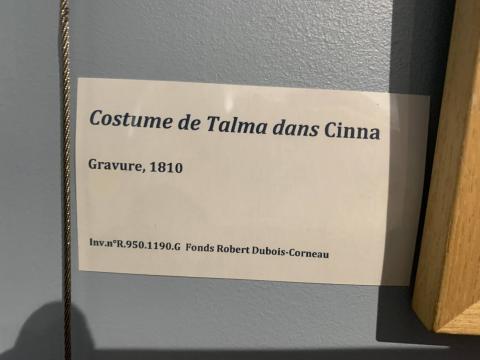 Costume de Talma dans Cinna
Gravure, 1810
Inv.n°R.950.1190.G Fonds Robert Dubois-Corneau